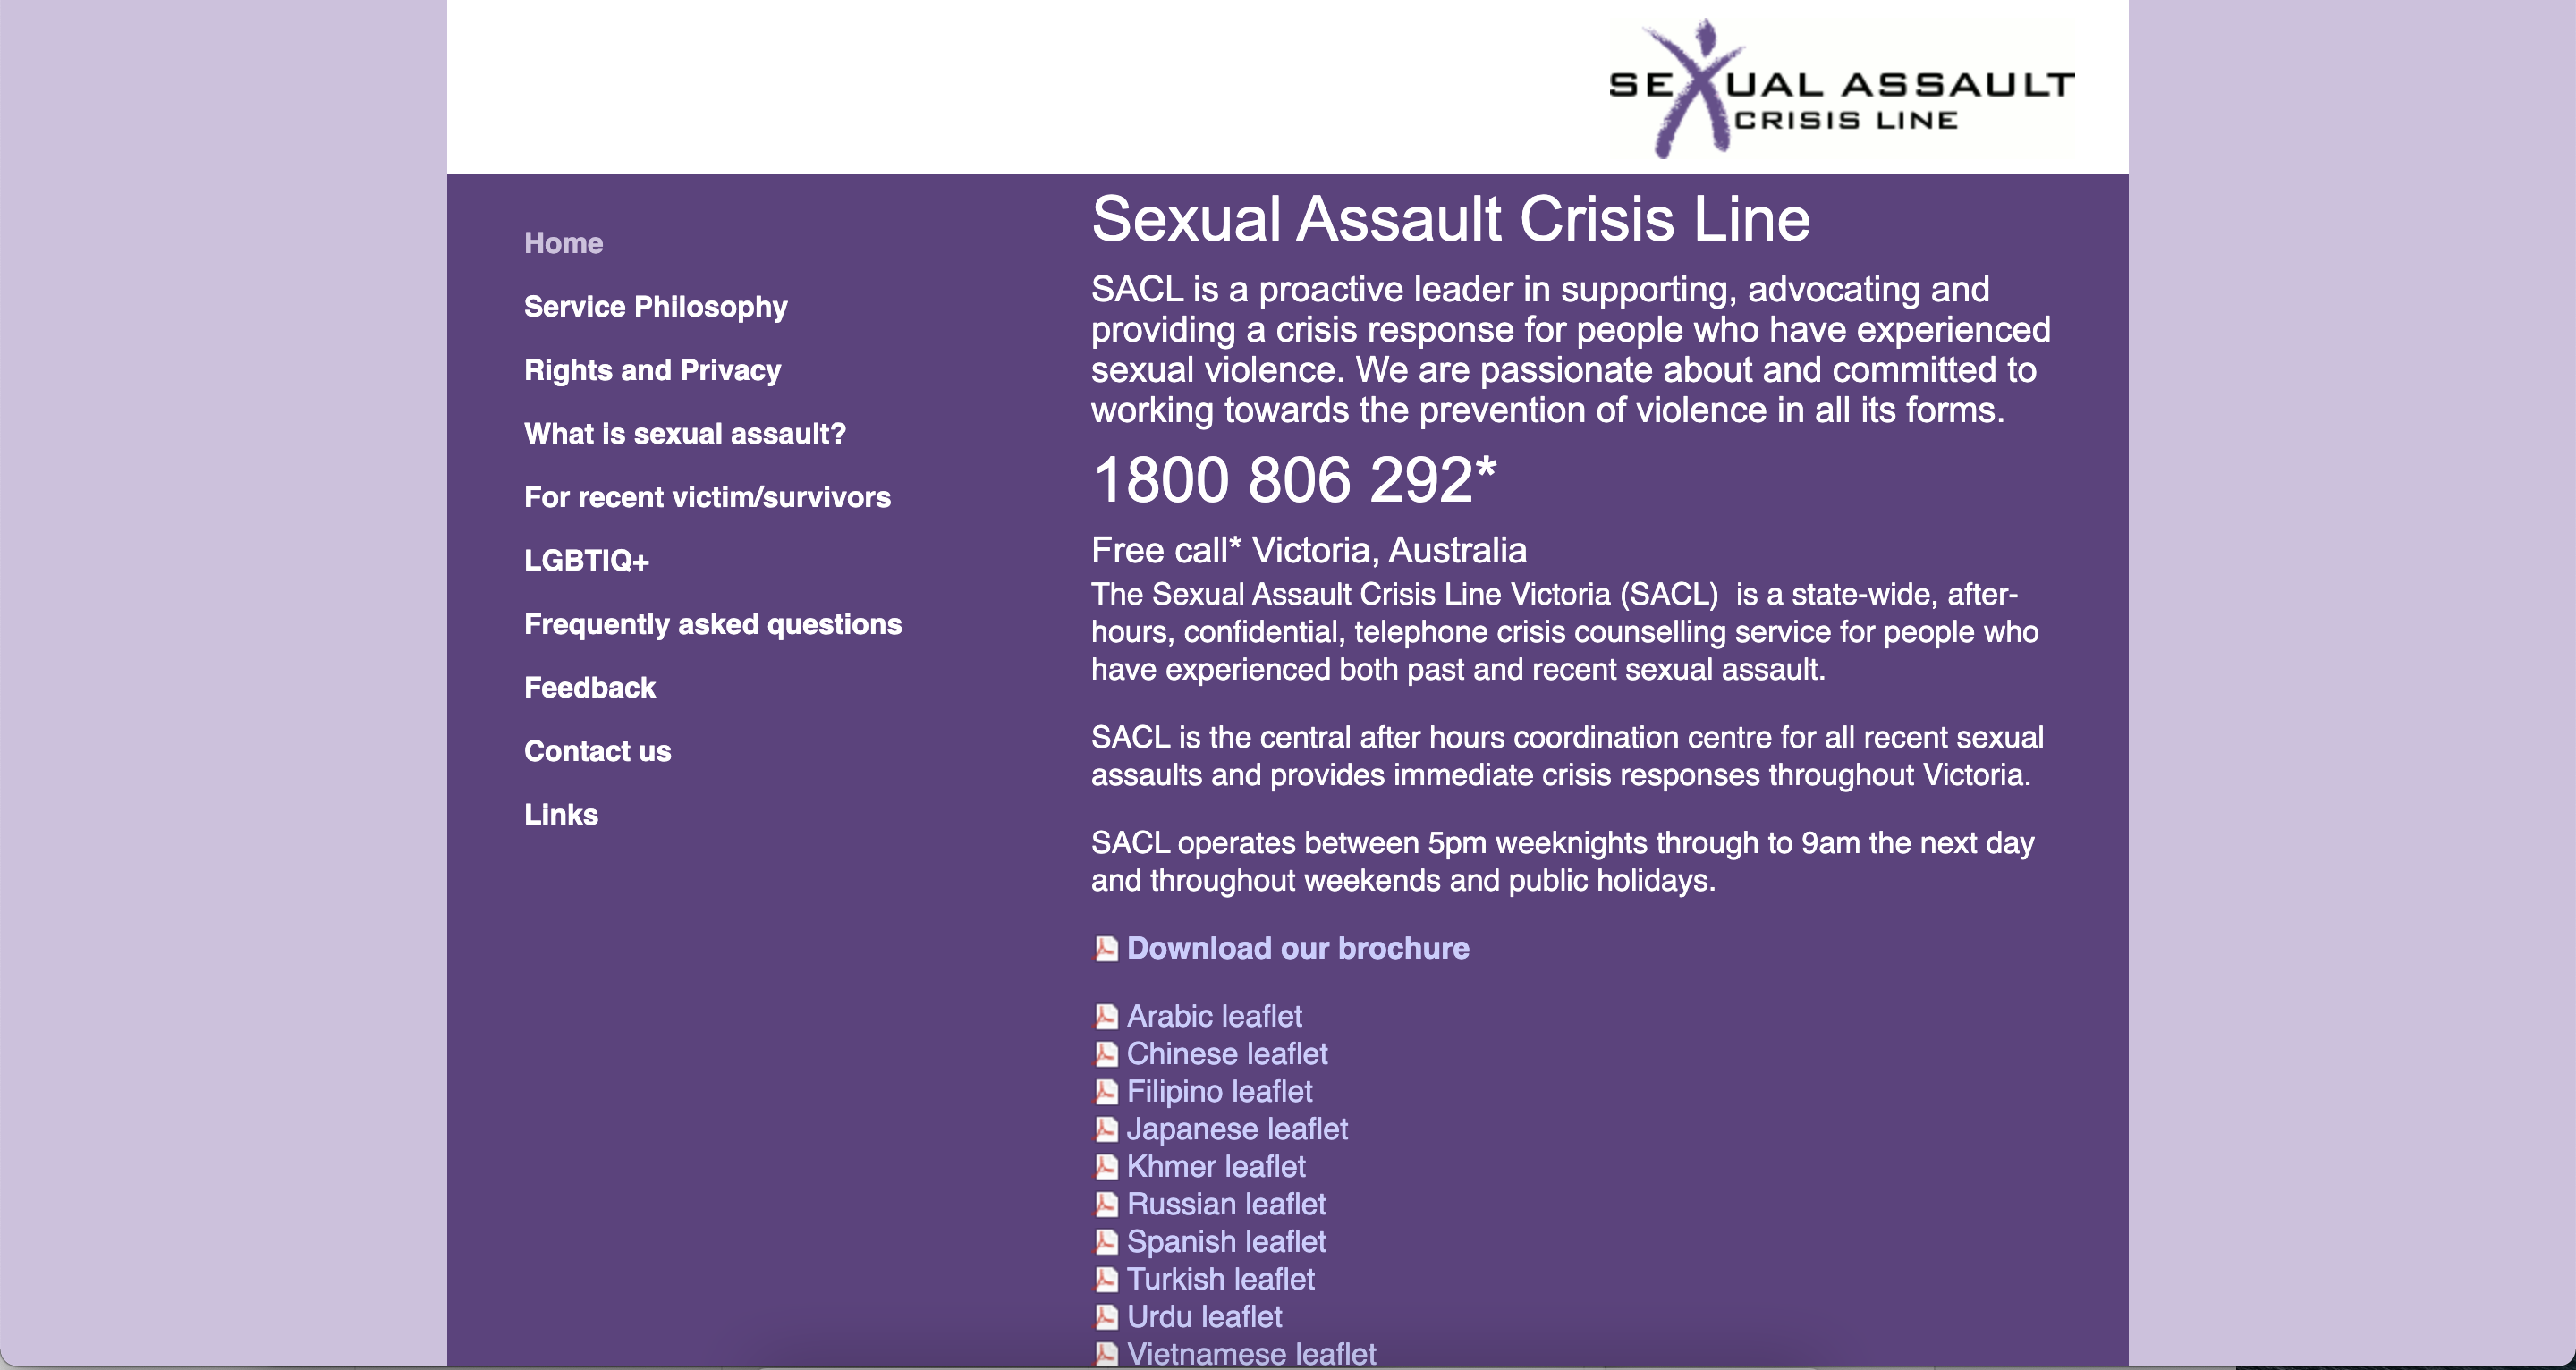 SEXUAL ASSAULT
CRISIS LINE
Home
Service Philosophy
Rights and Privacy
What is sexual assault?
For recent victim/survivors
LGBTIQ+
Frequently asked questions
Feedback
Contact us
Links
Sexual Assault Crisis Line
SACL is a proactive leader in supporting, advocating and
providing a crisis response for people who have experienced
sexual violence. We are passionate about and committed to
working towards the prevention of violence in all its forms.
1800 806 292*
Free call* Victoria, Australia
The Sexual Assault Crisis Line Victoria (SACL)  is a state-wide, after-
hours, confidential, telephone crisis counselling service for people who
have experienced both past and recent sexual assault.
SACL is the central after hours coordination centre for all recent sexual
assaults and provides immediate crisis responses throughout Victoria.
SACL operates between 5pm weeknights through to 9am the next day
and throughout weekends and public holidays.
Download our brochure
Arabic leaflet
Chinese leaflet
Filipino leaflet
Japanese leaflet
Khmer leaflet
Russian leaflet
Spanish leaflet
Turkish leaflet
Urdu leaflet
Vietnamese leaflet